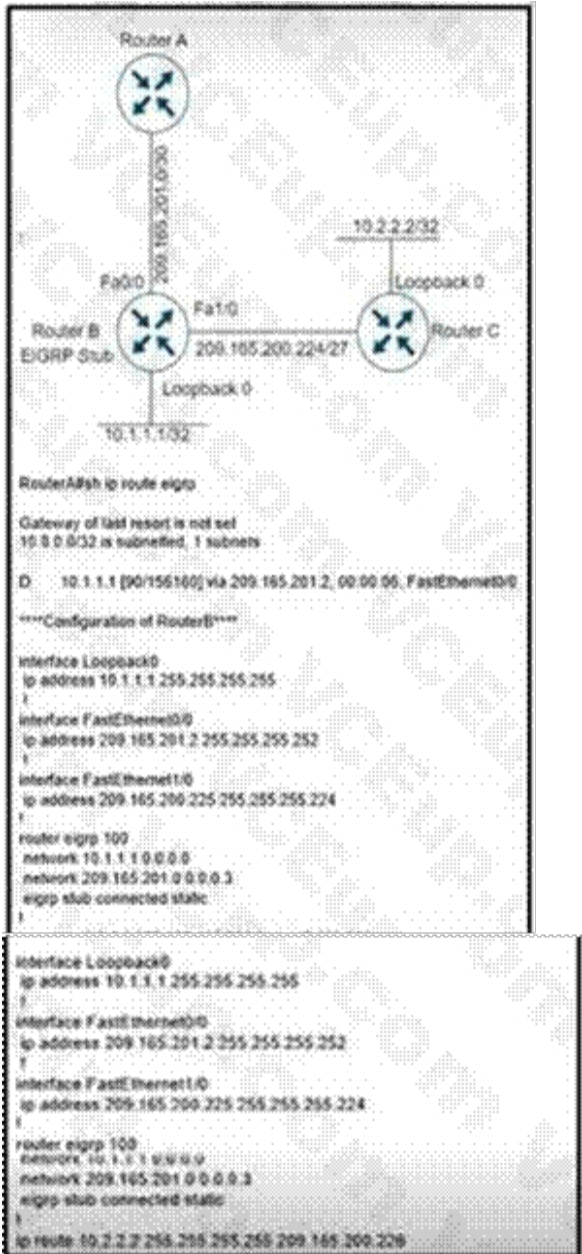 Router A
209.165.201.0/30
10.2.2.2/32
Fa0/0
Loopback 0
Fa1/0
Router B
EIGRP Stub
209.165.200.224/27
Router C
Loopback 0
10.1.1.1/32
RouterA#sh ip route eigrp
Gateway of last resort is not set
10.0.0.0/32 is subnetted, 1 subnets
D 10.1.1.1 [90/156160] via 209.165.201.2, 00:00:06, FastEthernet0/0
****Configuration of RouterB****
interface Loopback0
ip address 10.1.1.1 255.255.255.255
!
interface FastEthernet0/0
ip address 209.165.201.2 255.255.255.252
!
interface FastEthernet1/0
ip address 209.165.200.225 255.255.255.224
!
router eigrp 100
network 10.1.1.1 0.0.0.0
network 209.165.201.0 0.0.0.3
eigrp stub connected static
!
interface Loopback0
ip address 10.1.1.1 255.255.255.255
!
interface FastEthernet0/0
ip address 209.165.201.2 255.255.255.252
!
interface FastEthernet1/0
ip address 209.165.200.225 255.255.255.224
!
router eigrp 100
network 10.1.1.1 0.0.0.0
network 209.165.201.0 0.0.0.3
eigrp stub connected static
!
ip route 10.2.2.2 255.255.255.255 209.165.200.226